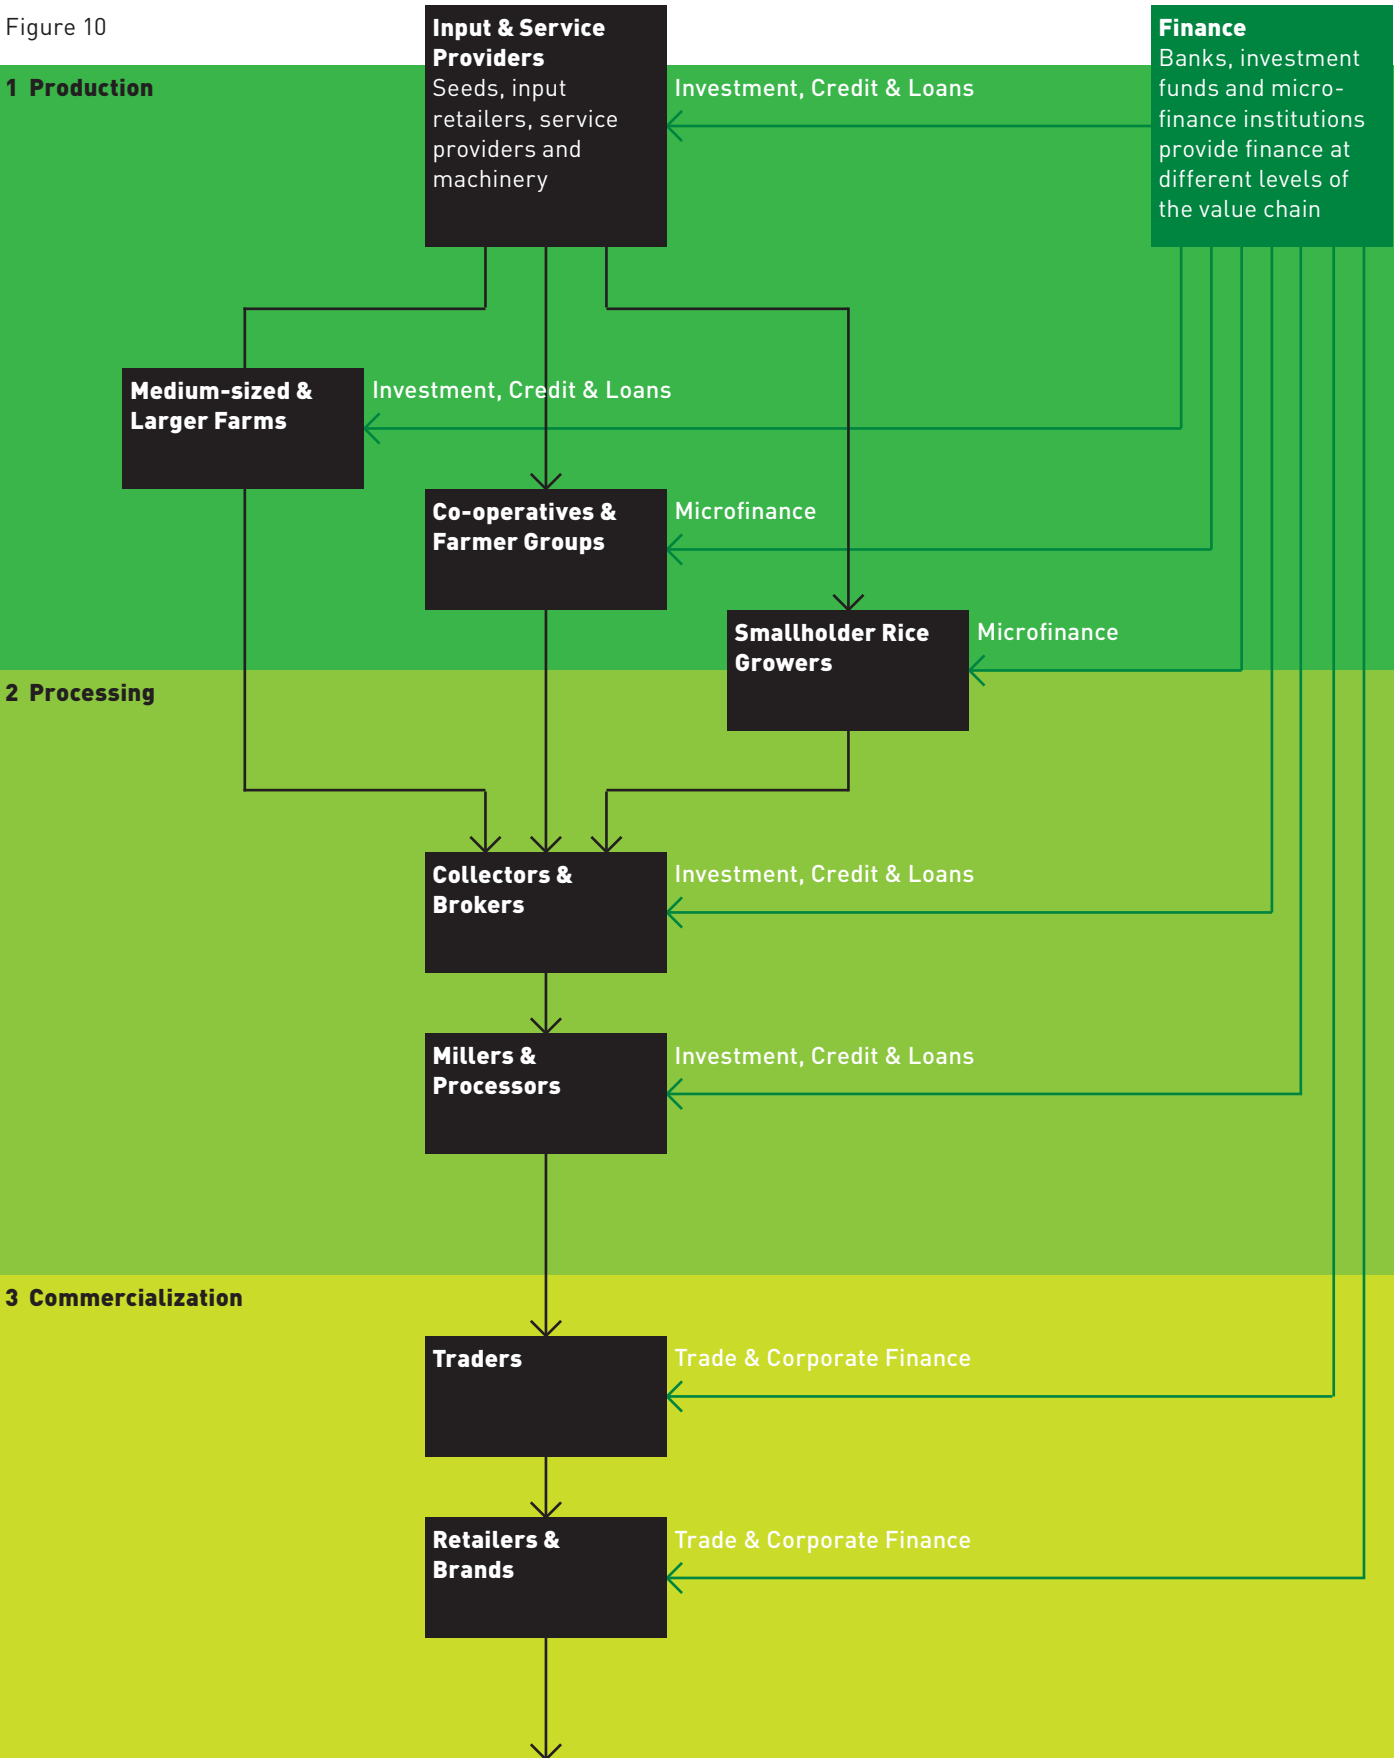 Figure 10
Input & Service
Providers
Seeds, input
retailers, service
providers and
machinery
Finance
Banks, investment
funds and micro-
finance institutions
provide finance at
different levels of
the value chain
1 Production
Investment, Credit & Loans
Medium-sized &
Larger Farms
Investment, Credit & Loans
Co-operatives &
Farmer Groups
Microfinance
Smallholder Rice
Growers
Microfinance
2 Processing
Collectors &
Brokers
Investment, Credit & Loans
Millers &
Processors
Investment, Credit & Loans
3 Commercialization
Traders
Trade & Corporate Finance
Retailers &
Brands
Trade & Corporate Finance